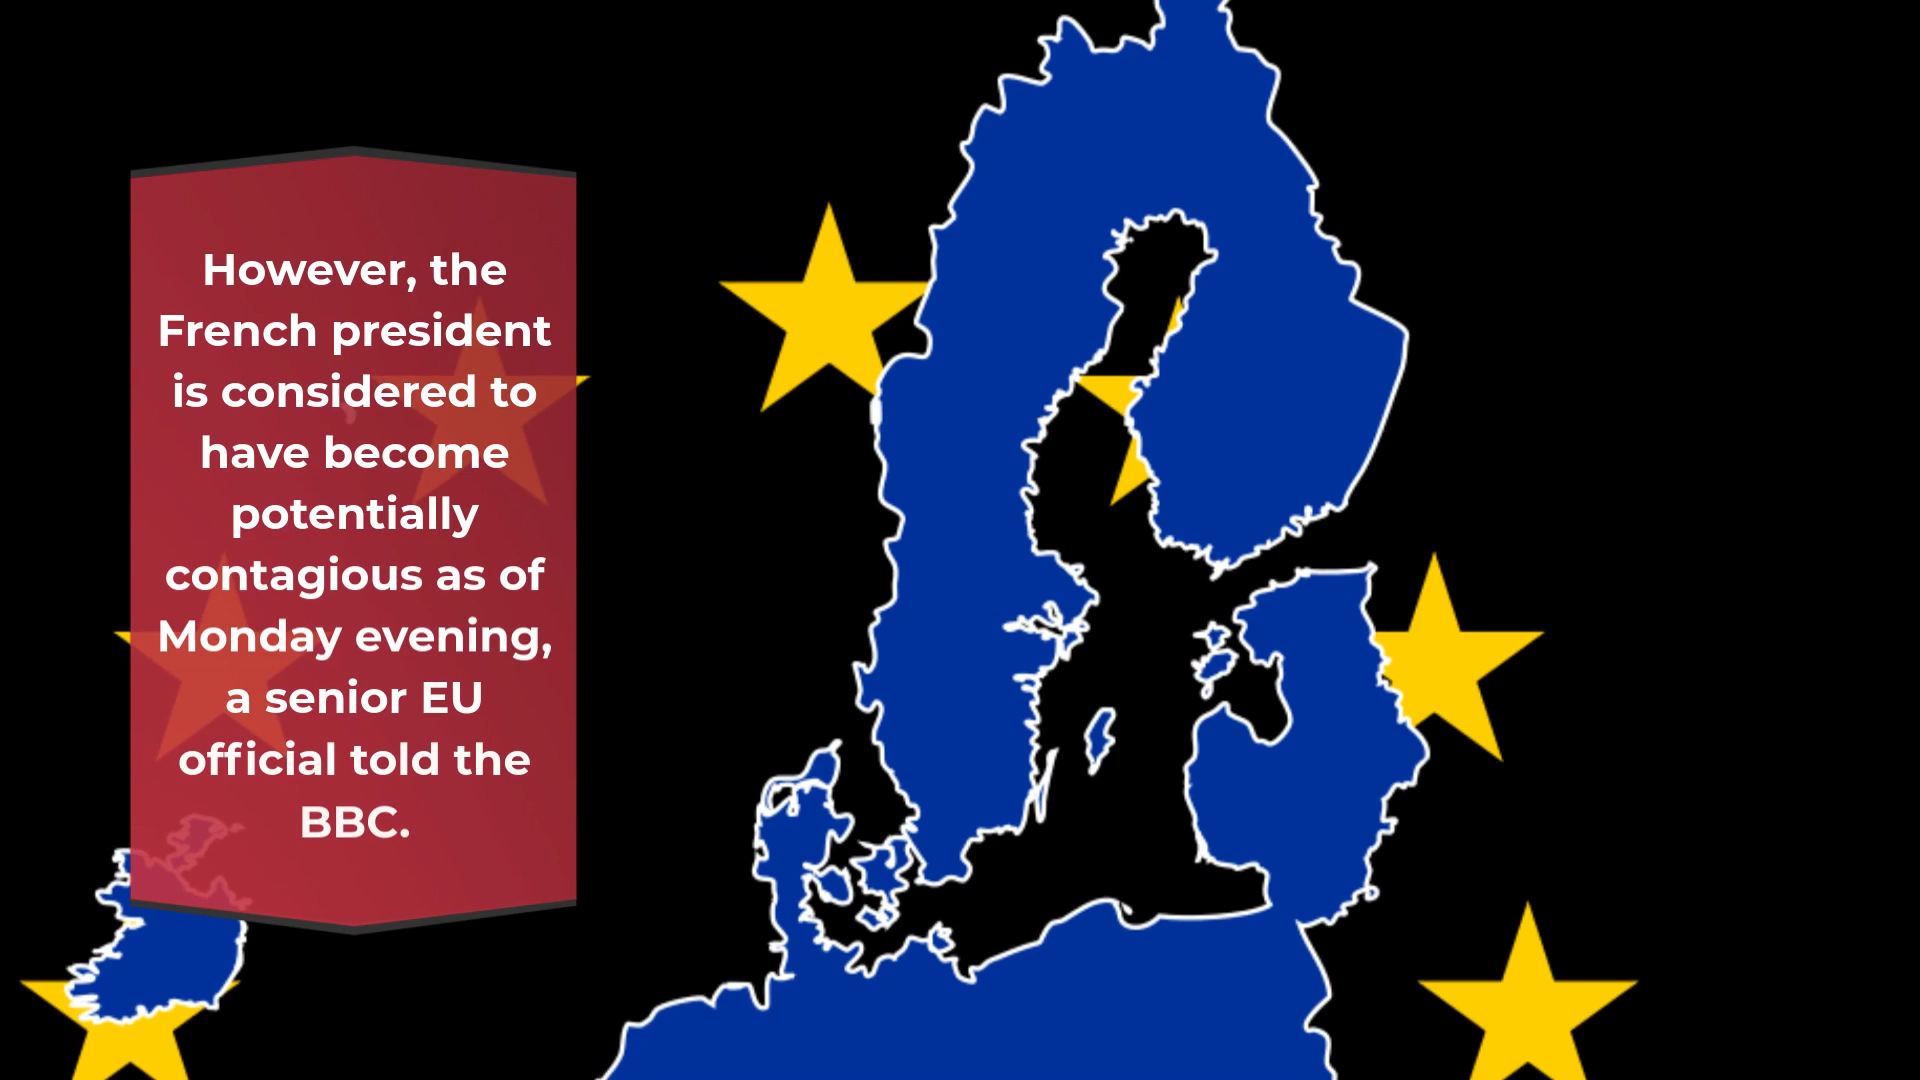 However, the
French president
is considered to
have become
potentially
contagious as of
Monday evening,
a senior EU
official told the
BBC.